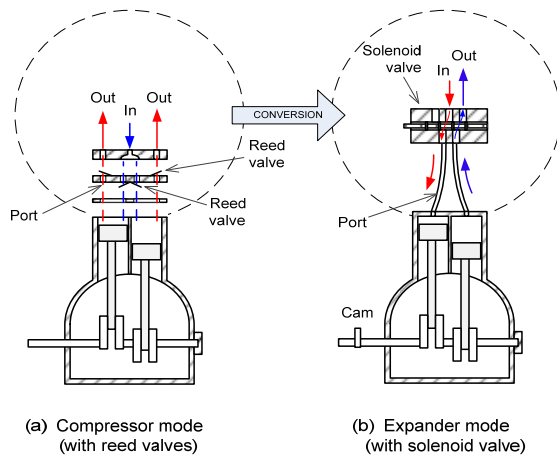 Solenoid
valve
Out
In
Out
In
Out
CONVERSION
Reed
valve
Port
Reed
valve
Port
Cam
(a) Compressor mode
(with reed valves)
(b) Expander mode
(with solenoid valve)